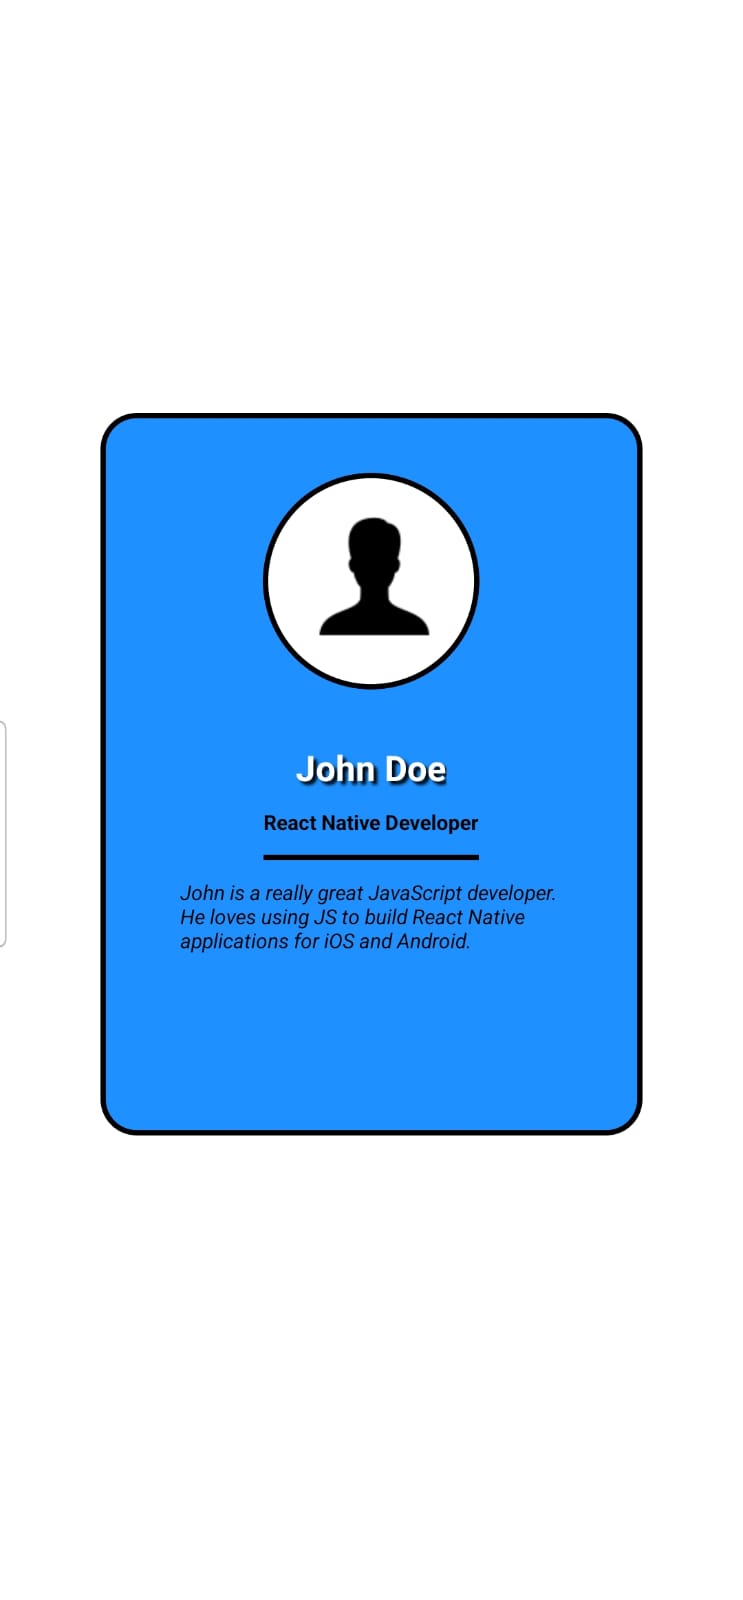 John Doe
React Native Developer
John is a really great JavaScript developer.
He loves using JS to build React Native
applications for iOS and Android.